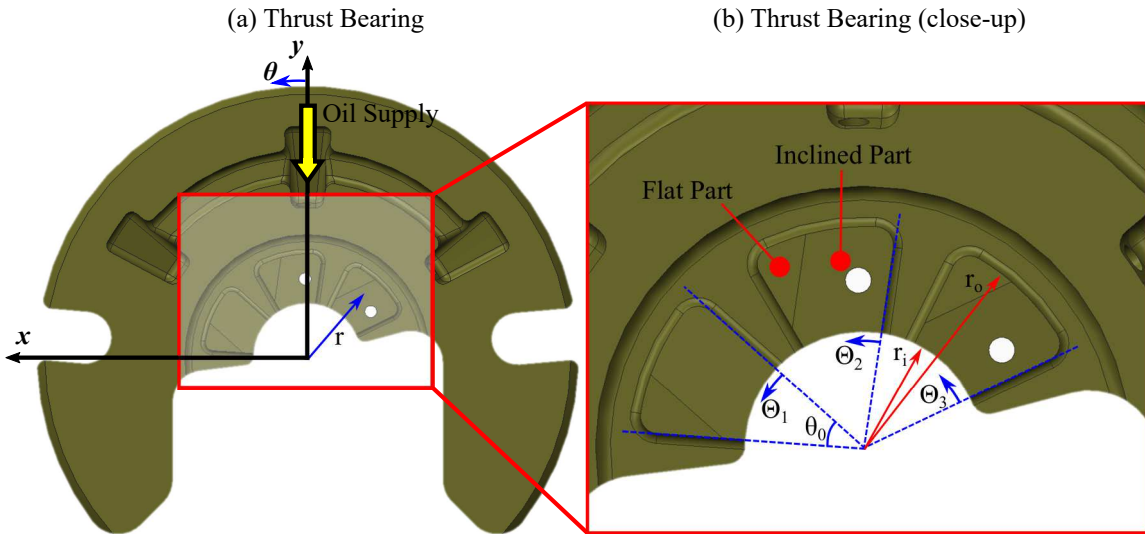 (a) Thrust Bearing
(b) Thrust Bearing (close-up)
y
θ
Oil Supply
x
r
Inclined Part
Flat Part
r_o
r_i
Θ_2
Θ_3
Θ_1
θ_0